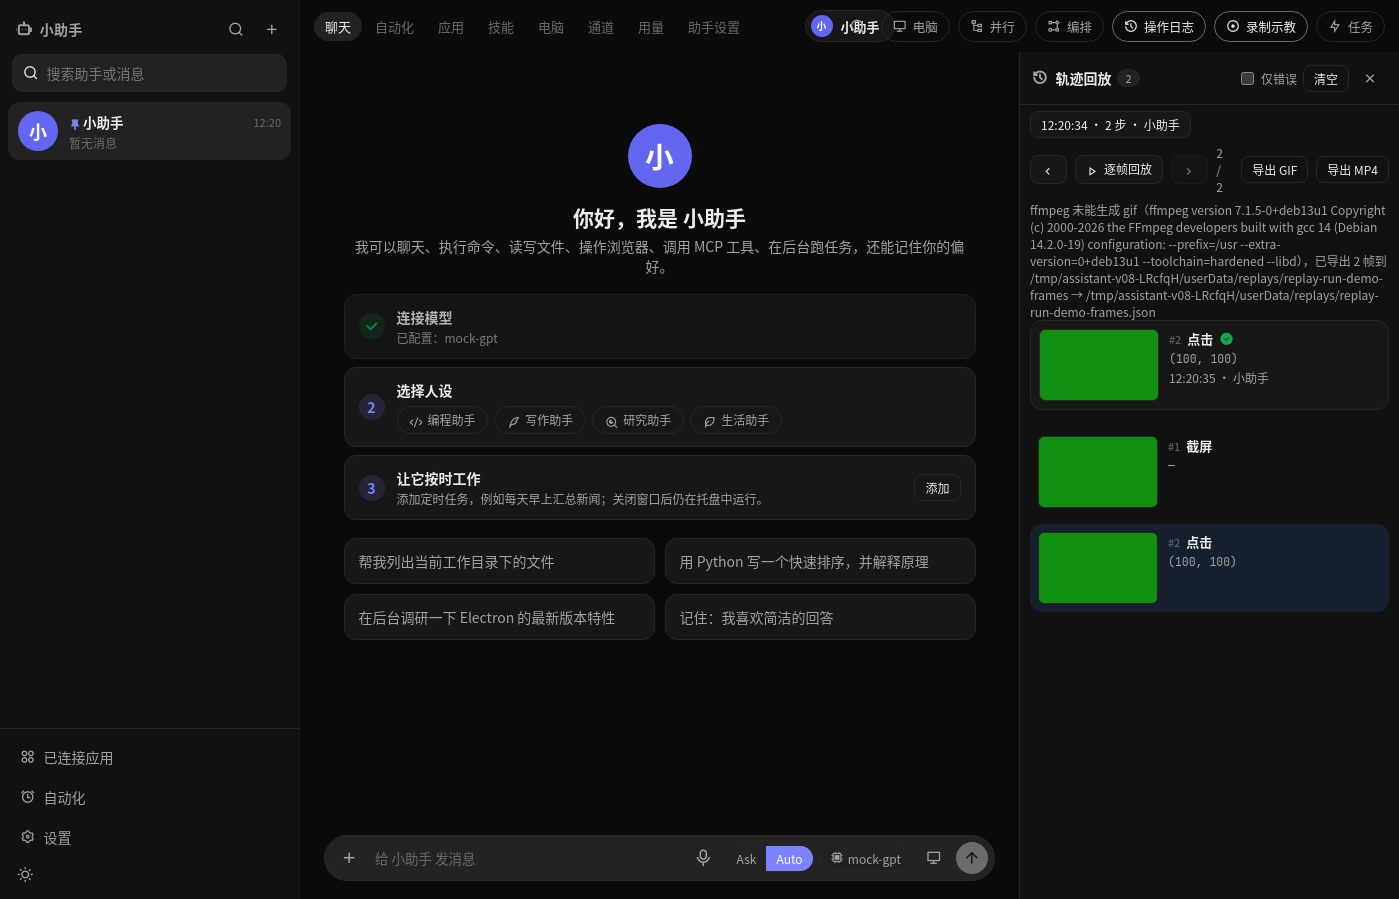 小助手
搜索助手或消息
小
小助手
12:20
暂无消息
已连接应用
自动化
设置
聊天
自动化
应用
技能
电脑
通道
用量
助手设置
小
小助手
电脑
并行
编排
操作日志
录制示教
任务
小
你好，我是 小助手
我可以聊天、执行命令、读写文件、操作浏览器、调用 MCP 工具、在后台跑任务，还能记住你的偏
好。
连接模型
已配置：mock-gpt
2
选择人设
编程助手
写作助手
研究助手
生活助手
3
让它按时工作
添加定时任务，例如每天早上汇总新闻；关闭窗口后仍在托盘中运行。
添加
帮我列出当前工作目录下的文件
用 Python 写一个快速排序，并解释原理
在后台调研一下 Electron 的最新版本特性
记住：我喜欢简洁的回答
给 小助手 发消息
Ask
Auto
mock-gpt
轨迹回放
2
仅错误
清空
12:20:34 · 2 步 · 小助手
逐帧回放
2
/
2
导出 GIF
导出 MP4
ffmpeg 未能生成 gif（ffmpeg version 7.1.5-0+deb13u1 Copyright
(c) 2000-2026 the FFmpeg developers built with gcc 14 (Debian
14.2.0-19) configuration: --prefix=/usr --extra-
version=0+deb13u1 --toolchain=hardened --libd），已导出 2 帧到
/tmp/assistant-v08-LRcfqH/userData/replays/replay-run-demo-
frames → /tmp/assistant-v08-LRcfqH/userData/replays/replay-
run-demo-frames.json
#2 点击
(100, 100)
12:20:35 · 小助手
#1 截屏
—
#2 点击
(100, 100)